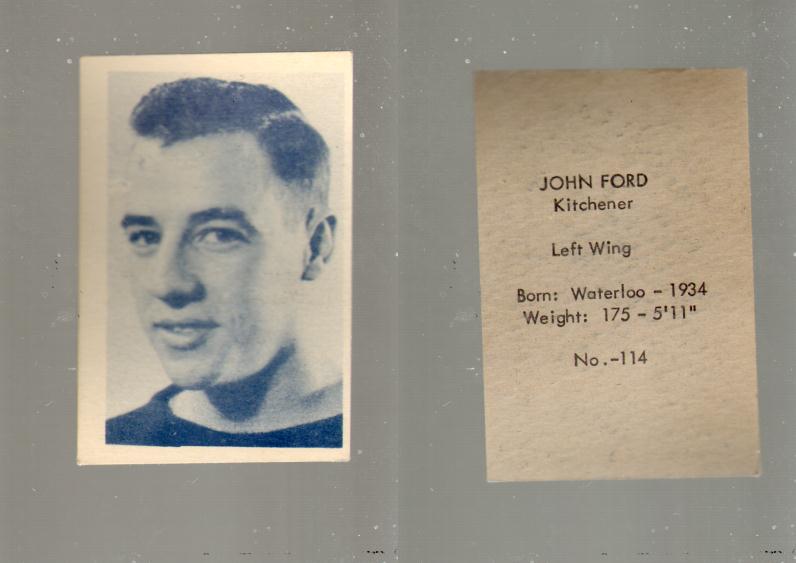 JOHN FORD
Kitchener
Left Wing
Born: Waterloo - 1934
Weight: 175 - 5'11"
No.-114